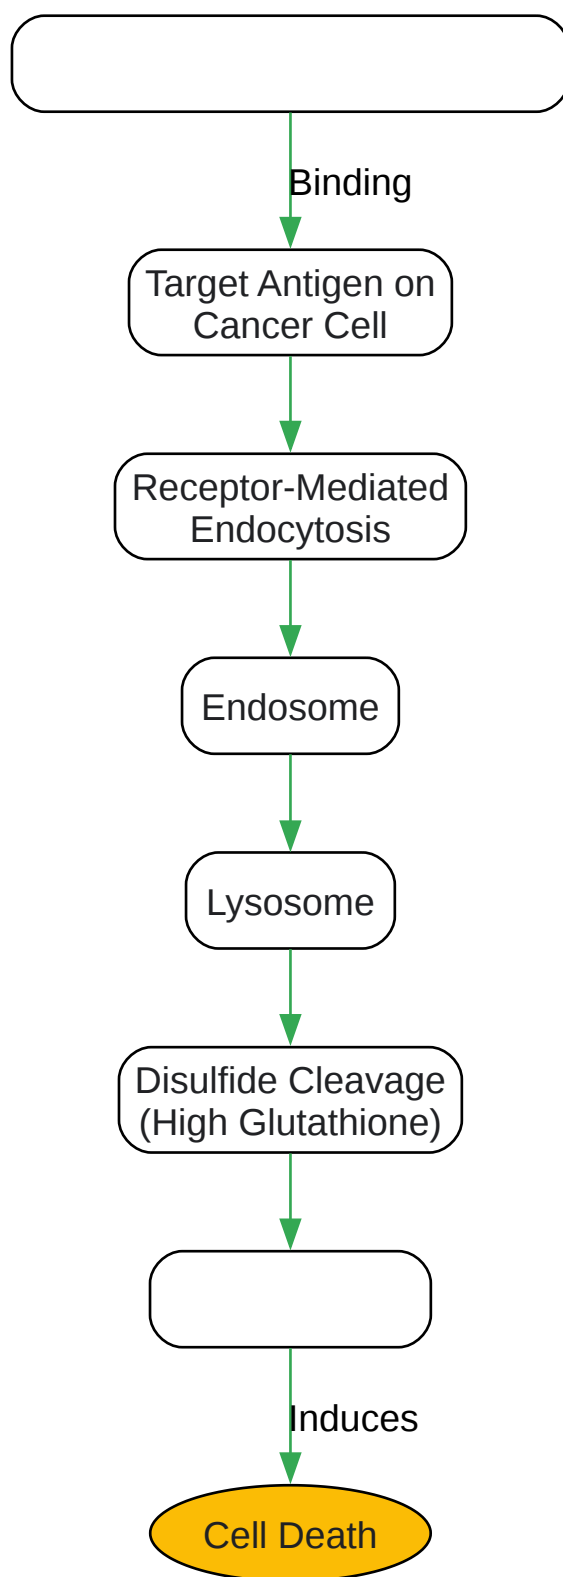 Binding
Target Antigen on
Cancer Cell
Receptor-Mediated
Endocytosis
Endosome
Lysosome
Disulfide Cleavage
(High Glutathione)
Induces
Cell Death